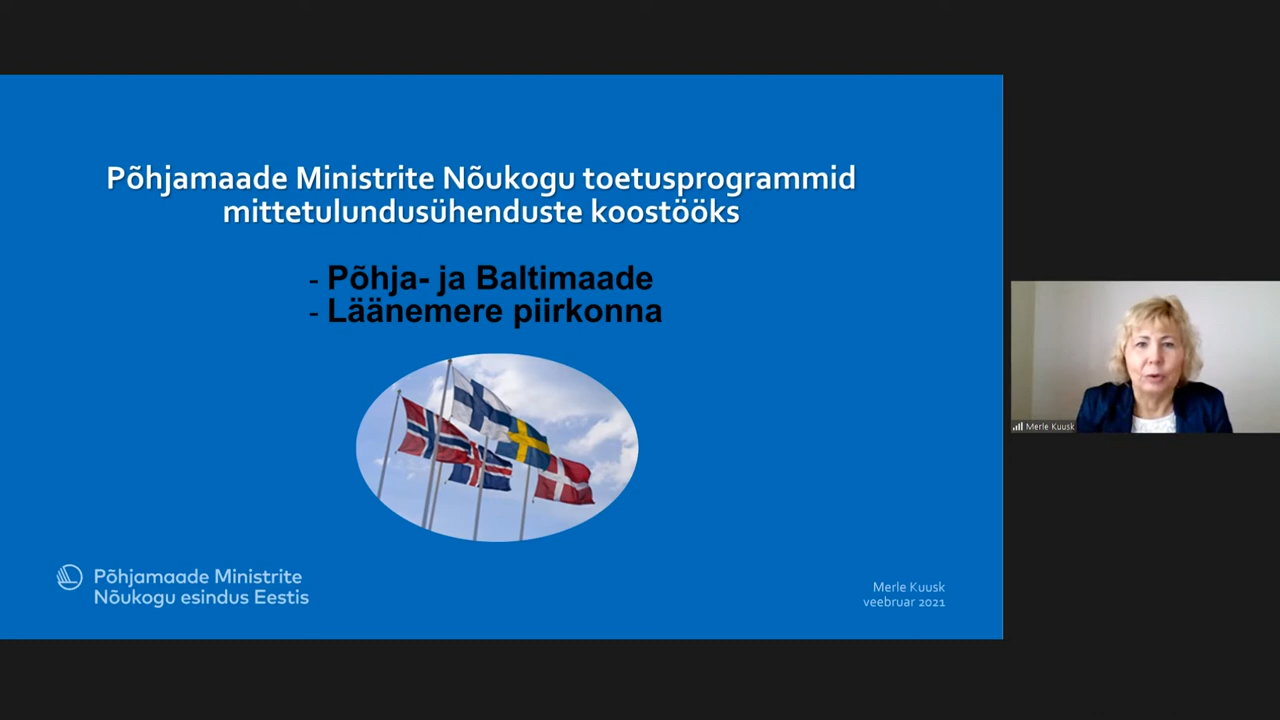 Põhjamaade Ministrite Nõukogu toetusprogrammid
mittetulundusühenduste koostööks
- Põhja- ja Baltimaade
- Läänemere piirkonna
Põhjamaade Ministrite
Nõukogu esindus Eestis
Merle Kuusk
veebruar 2021
Merle Kuusk